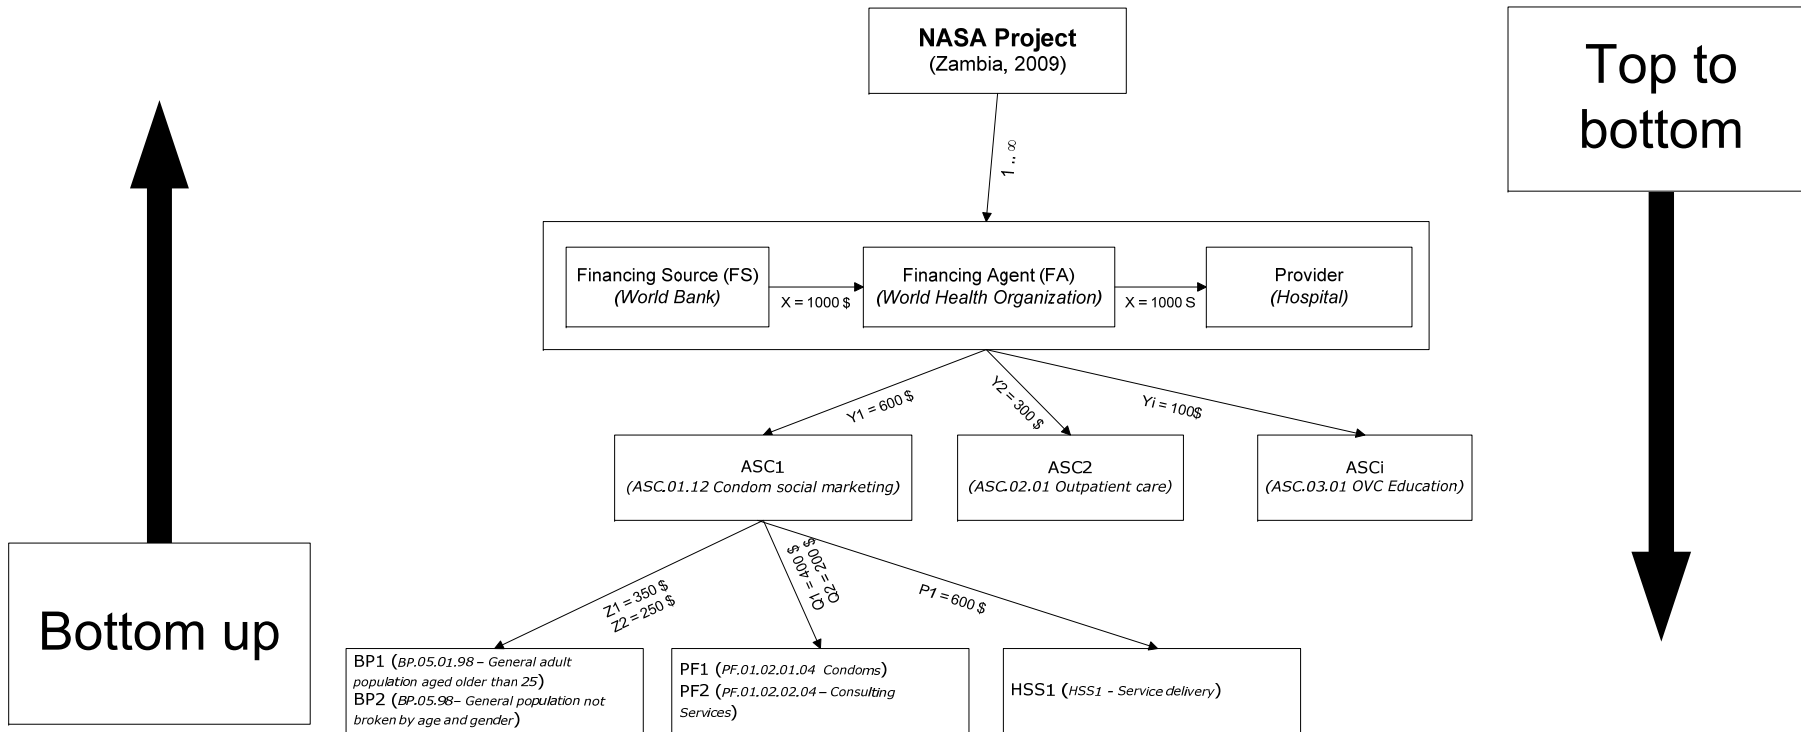 NASA Project
(Zambia, 2009)
Top to
bottom
1 .. ∞
Financing Source (FS)
(World Bank)
X = 1000 $
Financing Agent (FA)
(World Health Organization)
X = 1000 S
Provider
(Hospital)
Y1 = 600 $
Y2 = 300 $
Yi = 100$
ASC1
(ASC.01.12 Condom social marketing)
ASC2
(ASC.02.01 Outpatient care)
ASCi
(ASC.03.01 OVC Education)
Z1 = 350 $
Z2 = 250 $
Q1 = 400 $
Q2 = 200 $
P1 = 600 $
Bottom up
BP1 (BP.05.01.98 – General adult
population aged older than 25)
BP2 (BP.05.98– General population not
broken by age and gender)
PF1 (PF.01.02.01.04 Condoms)
PF2 (PF.01.02.02.04 – Consulting
Services)
HSS1 (HSS1 - Service delivery)